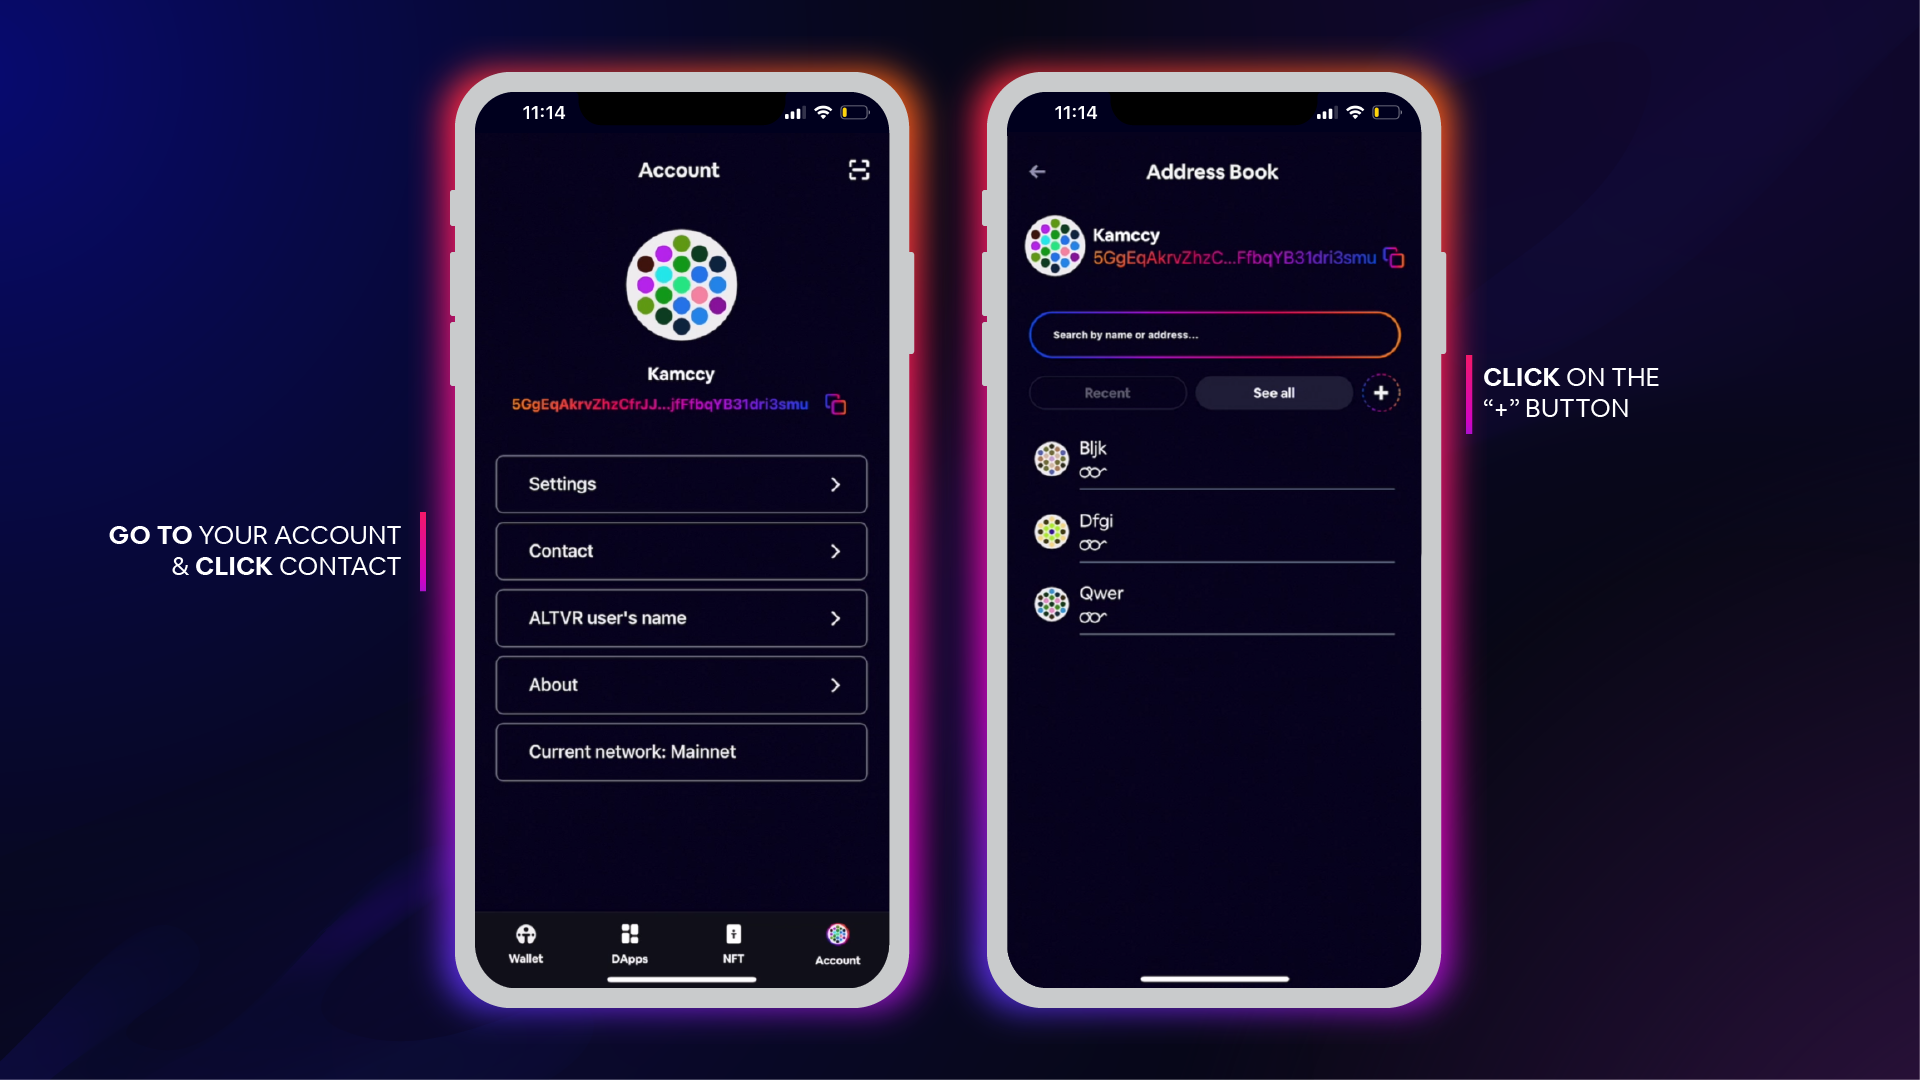 GO TO YOUR ACCOUNT
& CLICK CONTACT
11:14
Account
Kamccy
5GgEqAkrvZhzCfrJJ...jfFfbqYB31dri3smu
Settings
Contact
ALTVR user's name
About
Current network: Mainnet
Wallet
DApps
NFT
Account
11:14
Address Book
Kamccy
5GgEqAkrvZhzC...FfbqYB31dri3smu
Search by name or address...
Recent
See all
+
Bljk
Dfgi
Qwer
CLICK ON THE
“+” BUTTON